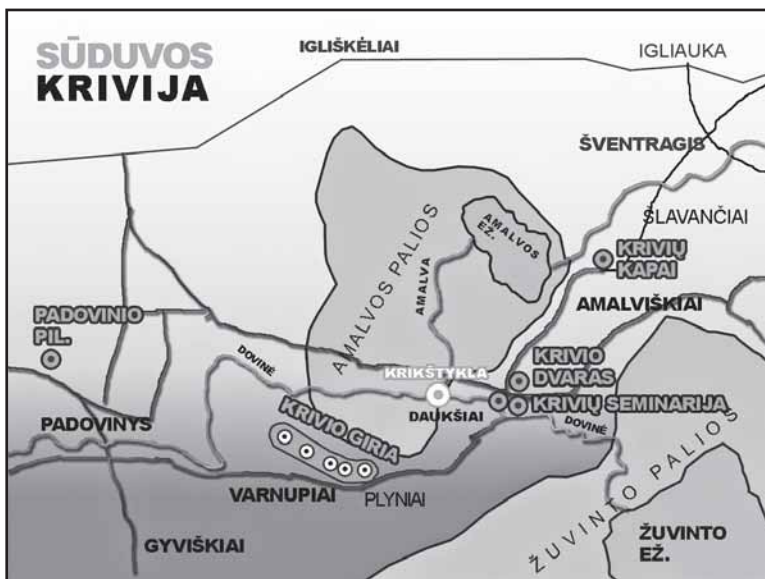 SŪDUVOS
KRIVIJA
IGLIŠKĖLIAI
IGLIAUKA
ŠVENTRAGIS
ŠLAVANČIAI
AMALVOS PALIOS
AMALVOS
EŽ.
AMALVA
KRIVIŲ
KAPAI
AMALVIŠKIAI
PADOVINIO
PIL.
DOVINĖ
KRIKŠTYKLA
KRIVIO
DVARAS
KRIVIŲ SEMINARIJA
DAUKŠIAI
DOVINĖ
PADOVINYS
KRIVIO GIRIA
VARNUPIAI
PLYNIAI
GYVIŠKIAI
ŽUVINTO PALIOS
ŽUVINTO
EŽ.